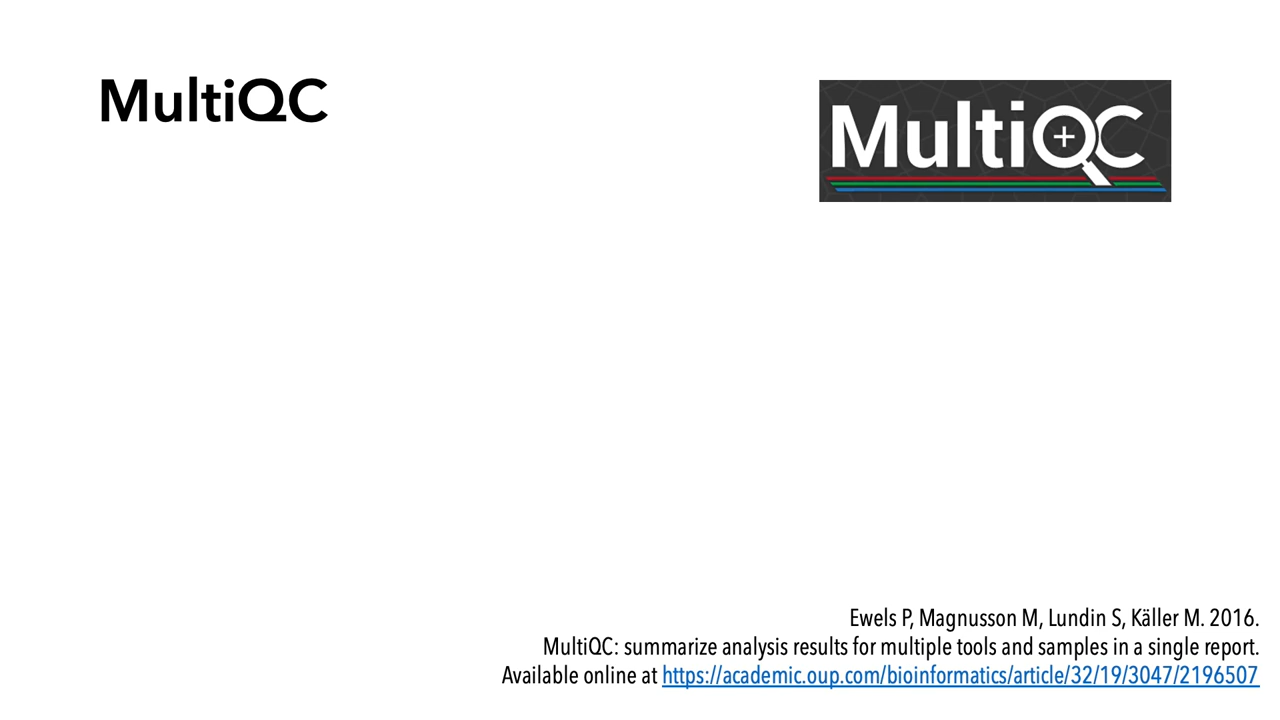 MultiQC
MultiQC
Ewels P, Magnusson M, Lundin S, Käller M. 2016.
MultiQC: summarize analysis results for multiple tools and samples in a single report.
Available online at https://academic.oup.com/bioinformatics/article/32/19/3047/2196507